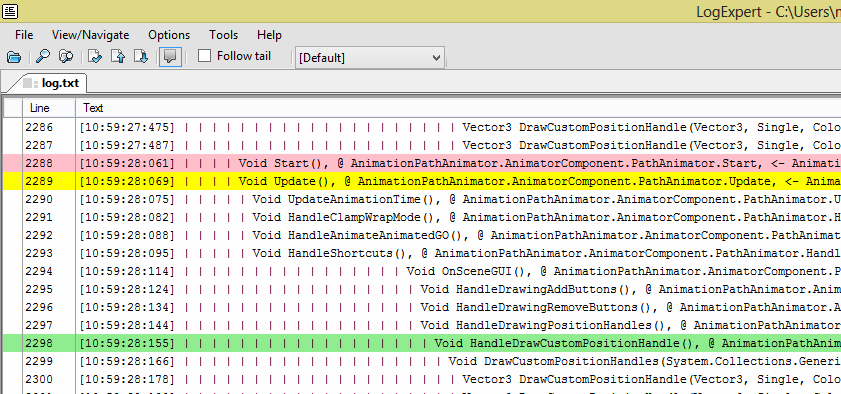 LogExpert - C:\Users\
File View/Navigate Options Tools Help
Follow tail [Default]
log.txt
Line Text
2286 [10:59:27:475] | | | | | | | | | | | | | | | | | | | | Vector3 DrawCustomPositionHandle(Vector3, Single, Colo
2287 [10:59:27:487] | | | | | | | | | | | | | | | | | | | | Vector3 DrawCustomPositionHandle(Vector3, Single, Colo
2288 [10:59:28:061] | | | | Void Start(), @ AnimationPathAnimator.AnimatorComponent.PathAnimator.Start, <- Animati
2289 [10:59:28:069] | | | | Void Update(), @ AnimationPathAnimator.AnimatorComponent.PathAnimator.Update, <- Anima
2290 [10:59:28:075] | | | | | Void UpdateAnimationTime(), @ AnimationPathAnimator.AnimatorComponent.PathAnimator.U
2291 [10:59:28:082] | | | | | Void HandleClampWrapMode(), @ AnimationPathAnimator.AnimatorComponent.PathAnimator.H
2292 [10:59:28:088] | | | | | Void HandleAnimateAnimatedGO(), @ AnimationPathAnimator.AnimatorComponent.PathAnimat
2293 [10:59:28:095] | | | | | Void HandleShortcuts(), @ AnimationPathAnimator.AnimatorComponent.PathAnimator.Handl
2294 [10:59:28:114] | | | | | | | | | | | | | | | | Void OnSceneGUI(), @ AnimationPathAnimator.AnimatorComponent.P
2295 [10:59:28:124] | | | | | | | | | | | | | | | | | Void HandleDrawingAddButtons(), @ AnimationPathAnimator.Anim
2296 [10:59:28:134] | | | | | | | | | | | | | | | | | Void HandleDrawingRemoveButtons(), @ AnimationPathAnimator.A
2297 [10:59:28:144] | | | | | | | | | | | | | | | | | Void HandleDrawingPositionHandles(), @ AnimationPathAnimator
2298 [10:59:28:155] | | | | | | | | | | | | | | | | | | Void HandleDrawCustomPositionHandle(), @ AnimationPathAnim
2299 [10:59:28:166] | | | | | | | | | | | | | | | | | | | Void DrawCustomPositionHandles(System.Collections.Generi
2300 [10:59:28:178] | | | | | | | | | | | | | | | | | | | | Vector3 DrawCustomPositionHandle(Vector3, Single, Colo